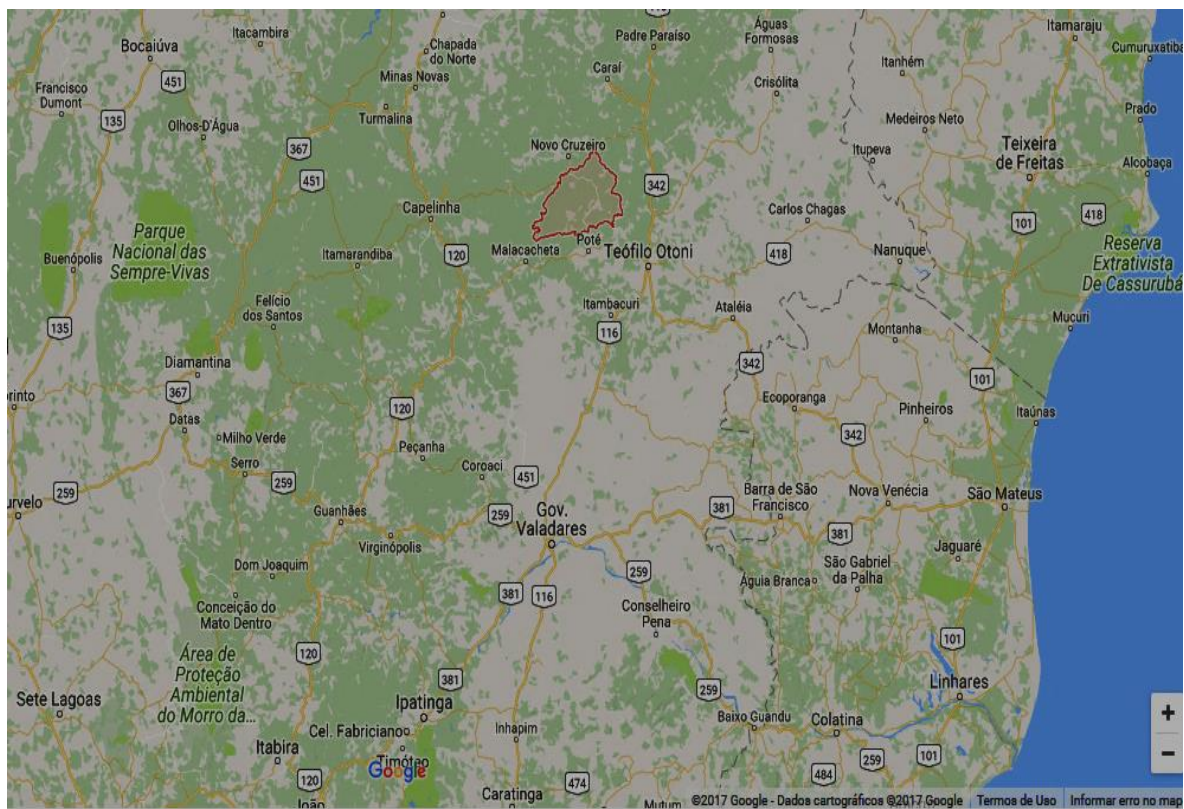 Itacambira
Bocaiúva
451
Francisco
Dumont
135
Olhos-D'Água
Chapada
do Norte
Minas Novas
Turmalina
367
451
Padre Paraíso
Caraí
Águas
Formosas
Crisólita
Itamaraju
Cumuruxatiba
Itanhém
Prado
Medeiros Neto
Teixeira
de Freitas
Itupeva
Alcobaça
Novo Cruzeiro
342
Capelinha
Carlos Chagas
101
418
Parque
Nacional das
Sempre-Vivas
Buenópolis
Itamarandiba
120
Malacacheta
Poté
Teófilo Otoni
418
Nanuque
Reserva
Extrativista
De Cassurubá
Felício
dos Santos
Itambacuri
Ataléia
Mucuri
135
116
Montanha
Diamantina
342
101
367
Ecoporanga
Pinheiros
Itaúnas
orinto
Datas
120
342
Milho Verde
Peçanha
Serro
259
Coroaci
451
259
urvelo
Guanhães
259
Gov.
Valadares
381
Barra de São
Francisco
Nova Venécia
São Mateus
Virginópolis
381
Jaguaré
Dom Joaquim
259
São Gabriel
da Palha
Águia Branca
381
116
Conceição do
Mato Dentro
Conselheiro
Pena
120
101
Área de
Proteção
Ambiental
do Morro da...
381
259
Linhares
Sete Lagoas
Ipatinga
Baixo Guandu
Colatina
Cel. Fabriciano
Inhapim
Itabira
Timóteo
259
101
Google
120
474
484
João
Caratinga
Mutum
+
−
©2017 Google - Dados cartográficos ©2017 Google
Termos de Uso
Informar erro no map